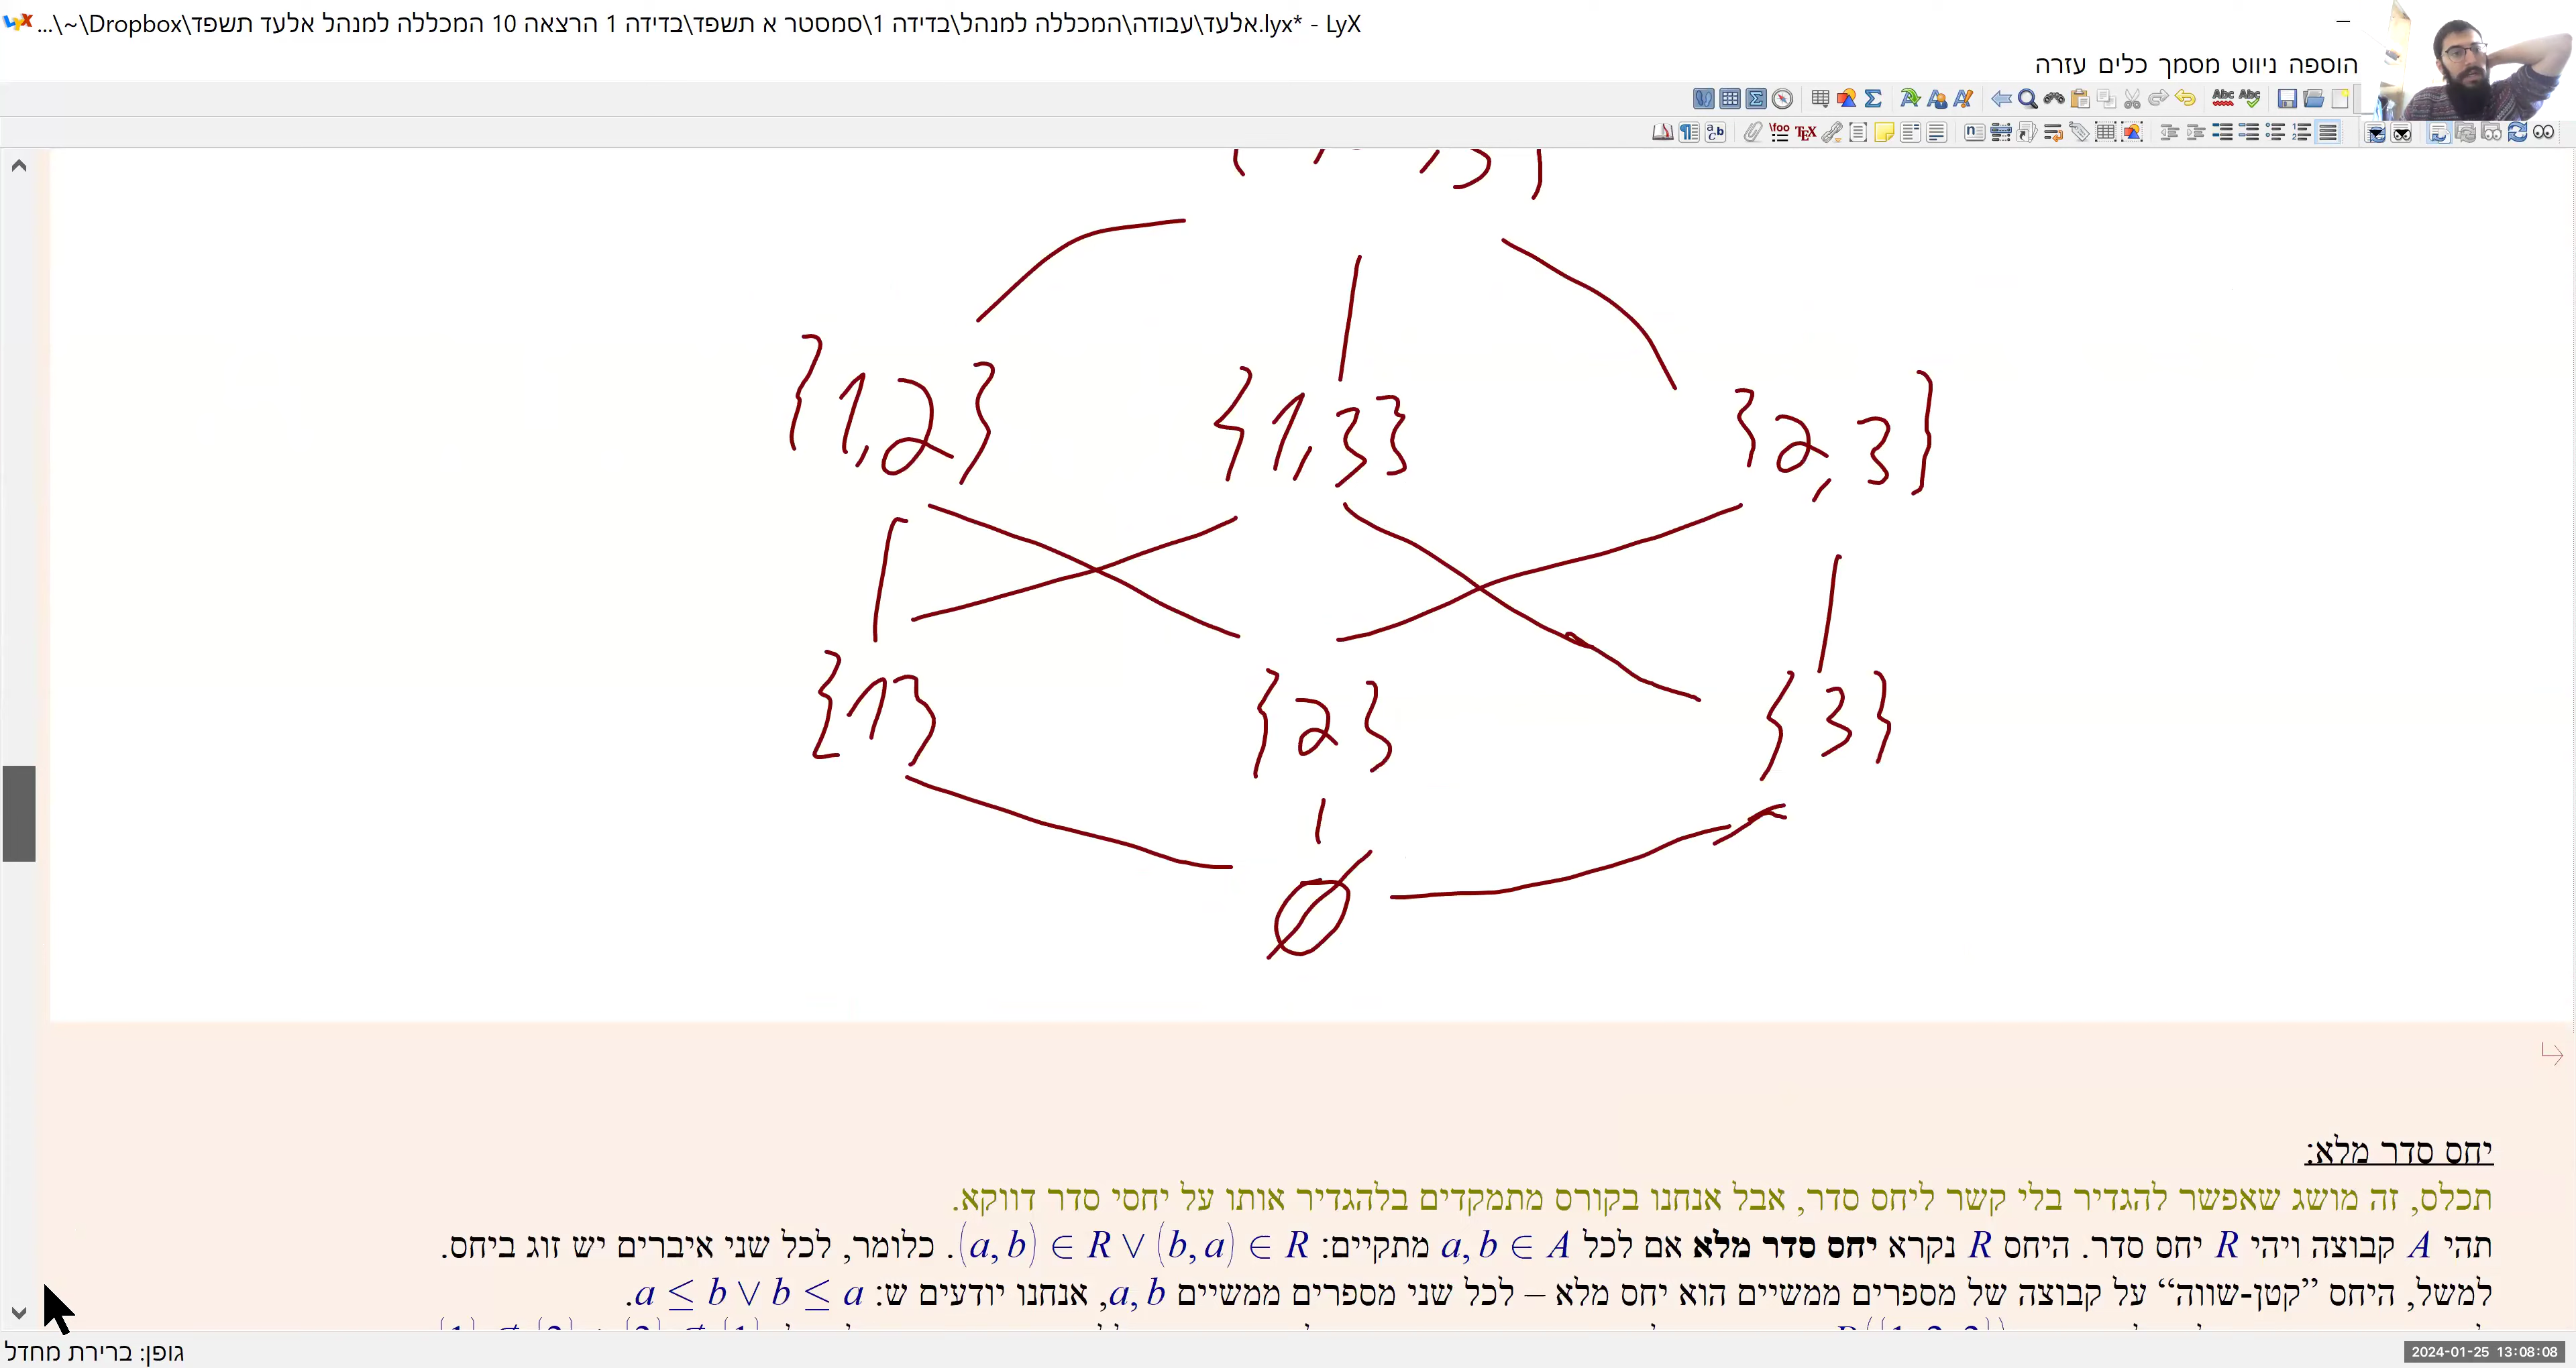 ...\~\Dropbox\אלעד\עבודה\המכללה למנהל\בדידה 1\סמסטר א תשפד\בדידה 1 הרצאה 10 המכללה למנהל אלעד תשפד.lyx* - LyX
הוספה ניווט מסמך כלים עזרה
{1,2} {1,3} {2,3}
{1} {2} {3}
∅
יחס סדר מלא:
תכלס, זה מושג שאפשר להגדיר בלי קשר ליחס סדר, אבל אנחנו בקורס מתמקדים בלהגדיר אותו על יחסי סדר דווקא.
תהי A קבוצה ויהי R יחס סדר. היחס R נקרא יחס סדר מלא אם לכל a, b ∈ A מתקיים: (a, b) ∈ R ∨ (b, a) ∈ R. כלומר, לכל שני איברים יש זוג ביחס.
למשל, היחס ”קטן-שווה“ על קבוצה של מספרים ממשיים הוא יחס מלא – לכל שני מספרים ממשיים a, b, אנחנו יודעים ש: a ≤ b ∨ b ≤ a.
גופן: ברירת מחדל
2024-01-25 13:08:08